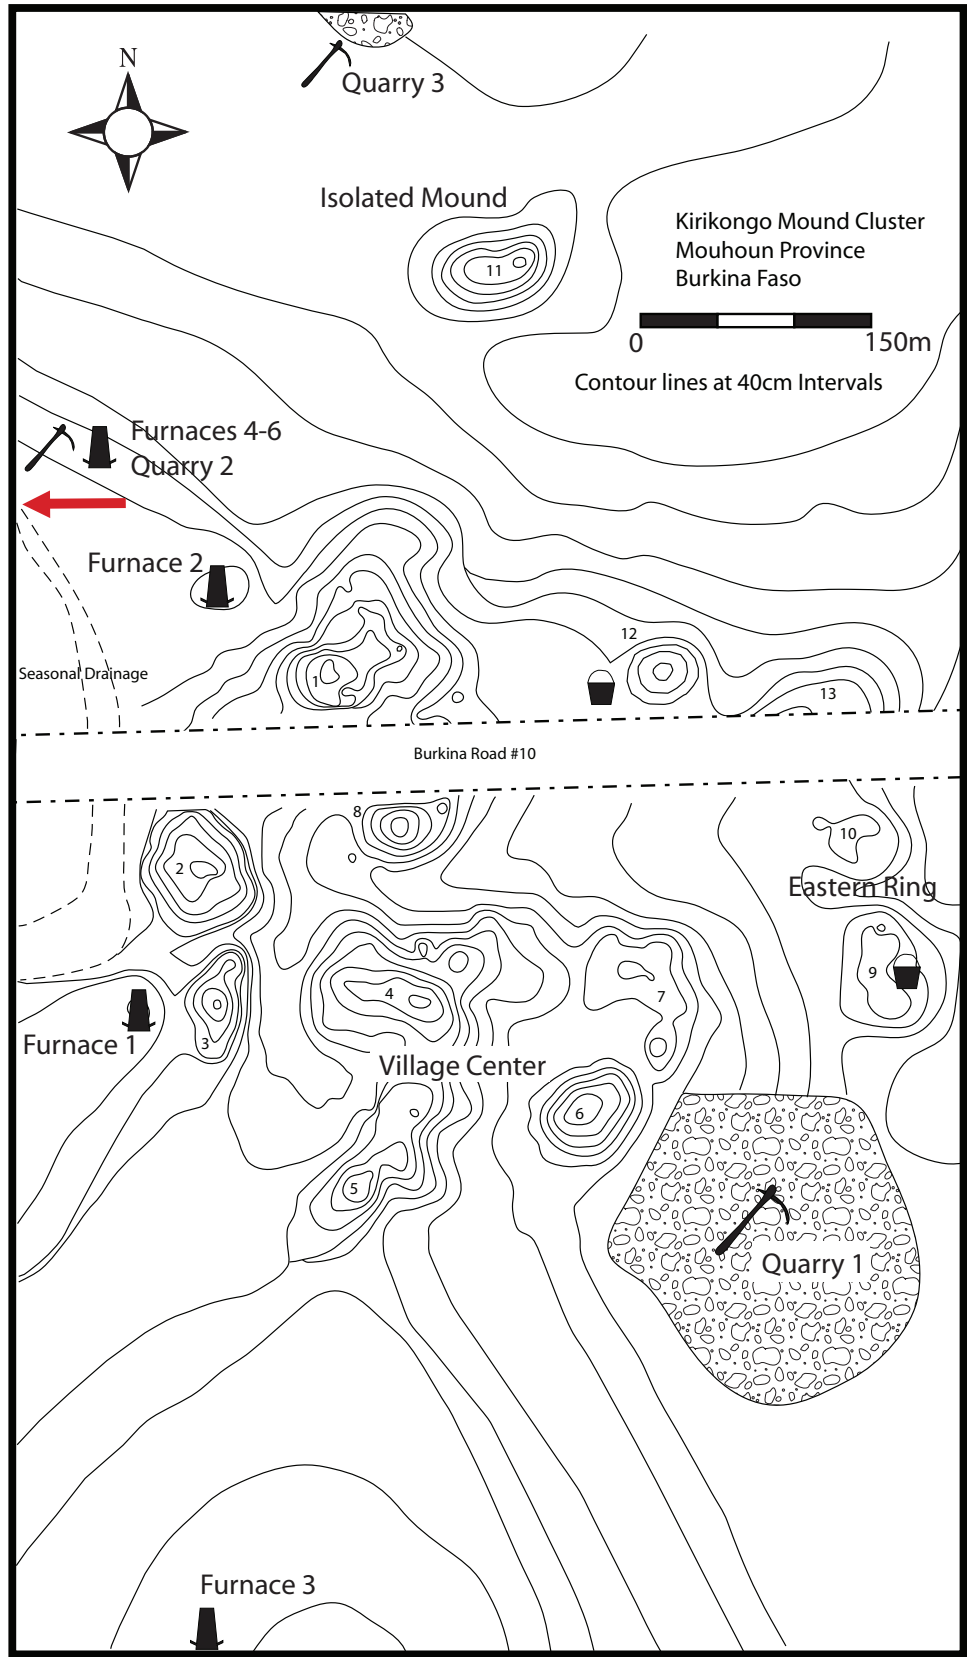 N
Quarry 3
Isolated Mound
11
Kirikongo Mound Cluster
Mouhoun Province
Burkina Faso
0
150m
Contour lines at 40cm Intervals
Furnaces 4-6
Quarry 2
Furnace 2
12
Seasonal Drainage
1
13
Burkina Road #10
8
10
2
Eastern Ring
9
4
7
Furnace 1
3
Village Center
6
5
Quarry 1
Furnace 3